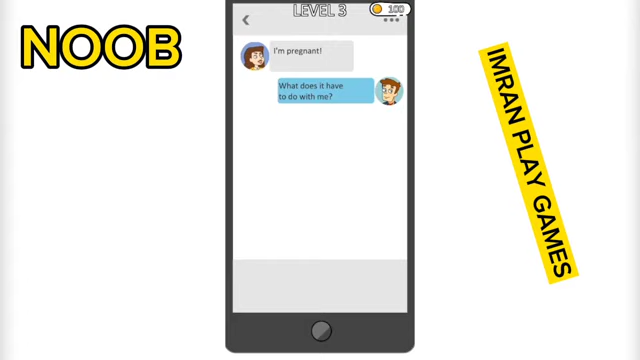 NOOB
LEVEL 3
100
I'm pregnant!
What does it have
to do with me?
IMRAN PLAY GAMES